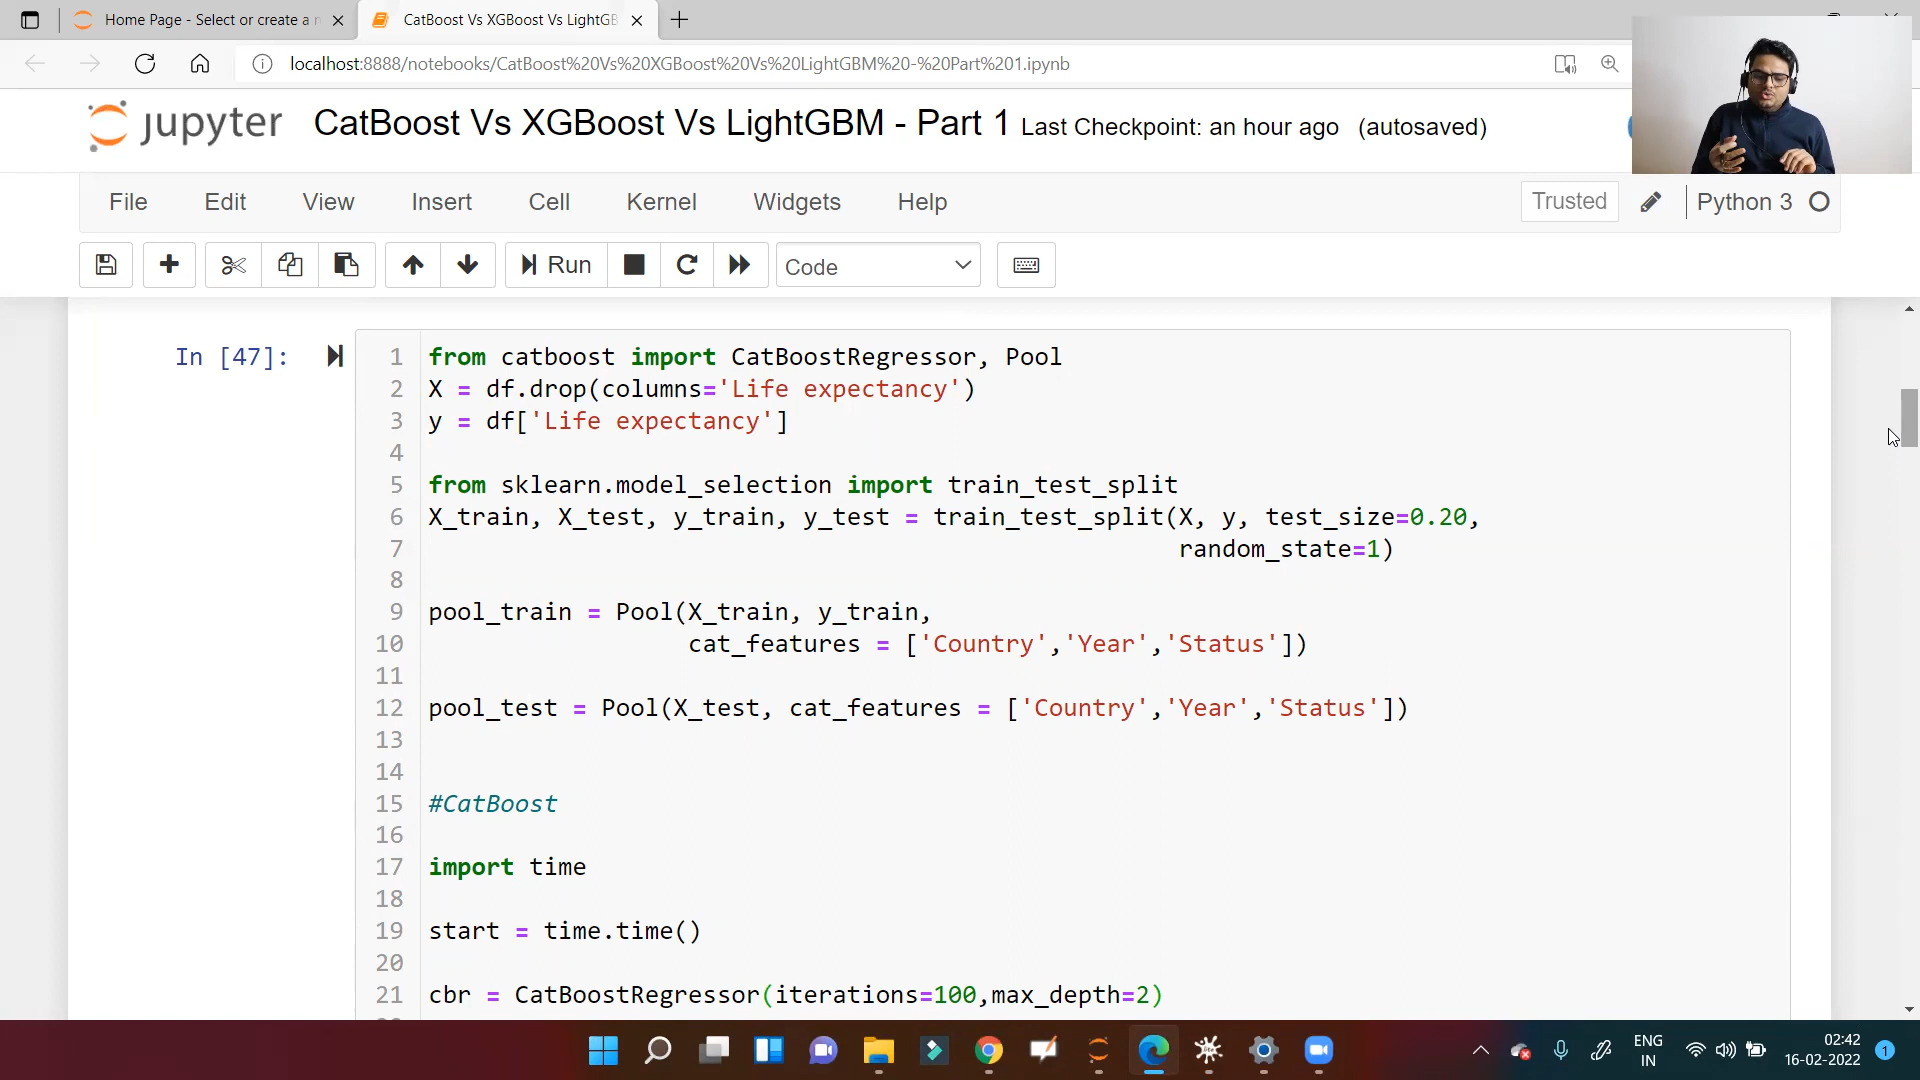 Home Page - Select or create a n
CatBoost Vs XGBoost Vs LightGB
localhost:8888/notebooks/CatBoost%20Vs%20XGBoost%20Vs%20LightGBM%20-%20Part%201.ipynb
jupyter CatBoost Vs XGBoost Vs LightGBM - Part 1 Last Checkpoint: an hour ago (autosaved)
File Edit View Insert Cell Kernel Widgets Help Trusted Python 3
Run Code
In [47]:
1 from catboost import CatBoostRegressor, Pool
2 X = df.drop(columns='Life expectancy')
3 y = df['Life expectancy']
4
5 from sklearn.model_selection import train_test_split
6 X_train, X_test, y_train, y_test = train_test_split(X, y, test_size=0.20,
7 random_state=1)
8
9 pool_train = Pool(X_train, y_train,
10 cat_features = ['Country','Year','Status'])
11
12 pool_test = Pool(X_test, cat_features = ['Country','Year','Status'])
13
14
15 #CatBoost
16
17 import time
18
19 start = time.time()
20
21 cbr = CatBoostRegressor(iterations=100,max_depth=2)
ENG
IN
02:42
16-02-2022
1